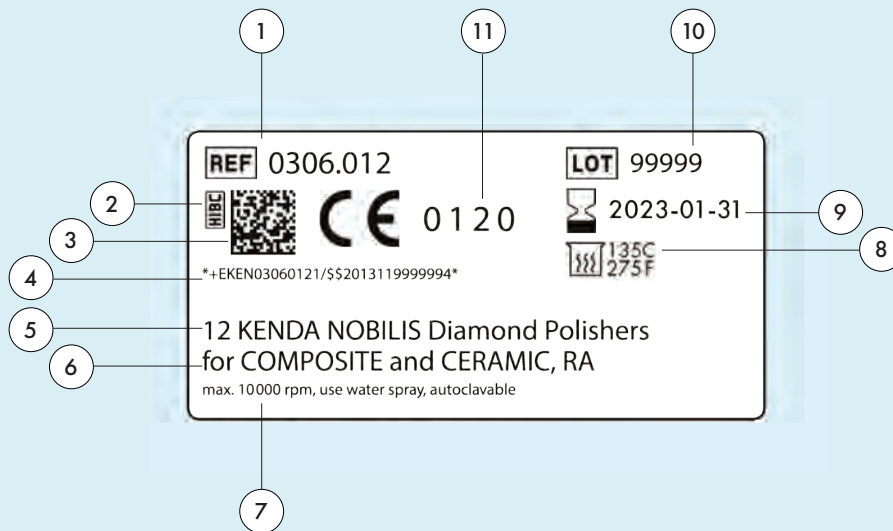 1
11
10
REF 0306.012
LOT 99999
2
HIBC
CE 0120
2023-01-31
9
3
135C
275F
8
4
*+EKEN03060121/$$2013119999994*
5
12 KENDA NOBILIS Diamond Polishers
6
for COMPOSITE and CERAMIC, RA
max. 10000 rpm, use water spray, autoclavable
7